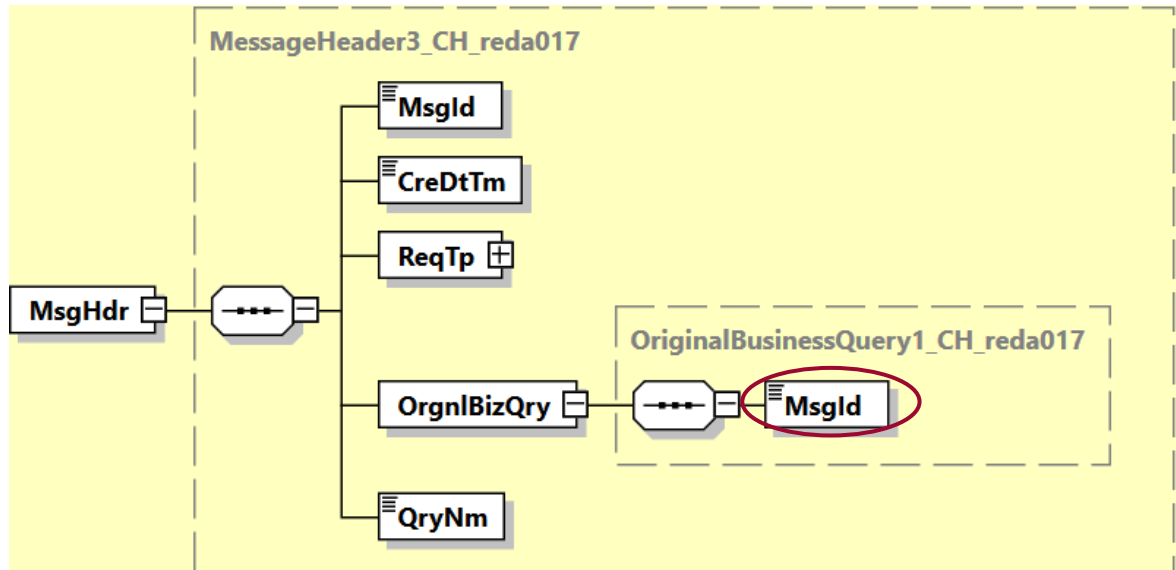 MessageHeader3_CH_reda017
MsgId
CreDtTm
ReqTp
MsgHdr
OriginalBusinessQuery1_CH_reda017
OrgnlBizQry
MsgId
QryNm